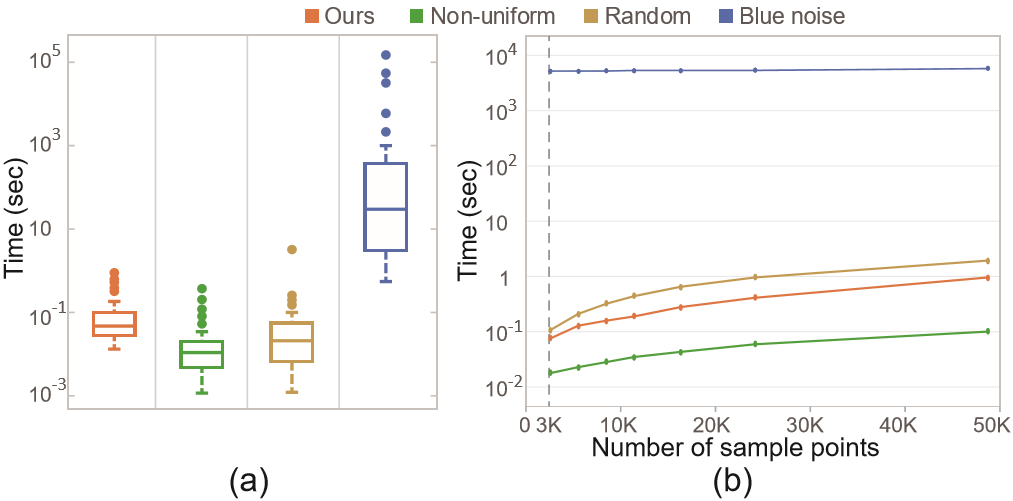 Ours Non-uniform Random Blue noise
10^5
10^3
10
10^-1
10^-3
Time (sec)
(a)
10^4
10^3
10^2
10
1
10^-1
10^-2
Time (sec)
0 3K 10K 20K 30K 40K 50K
Number of sample points
(b)